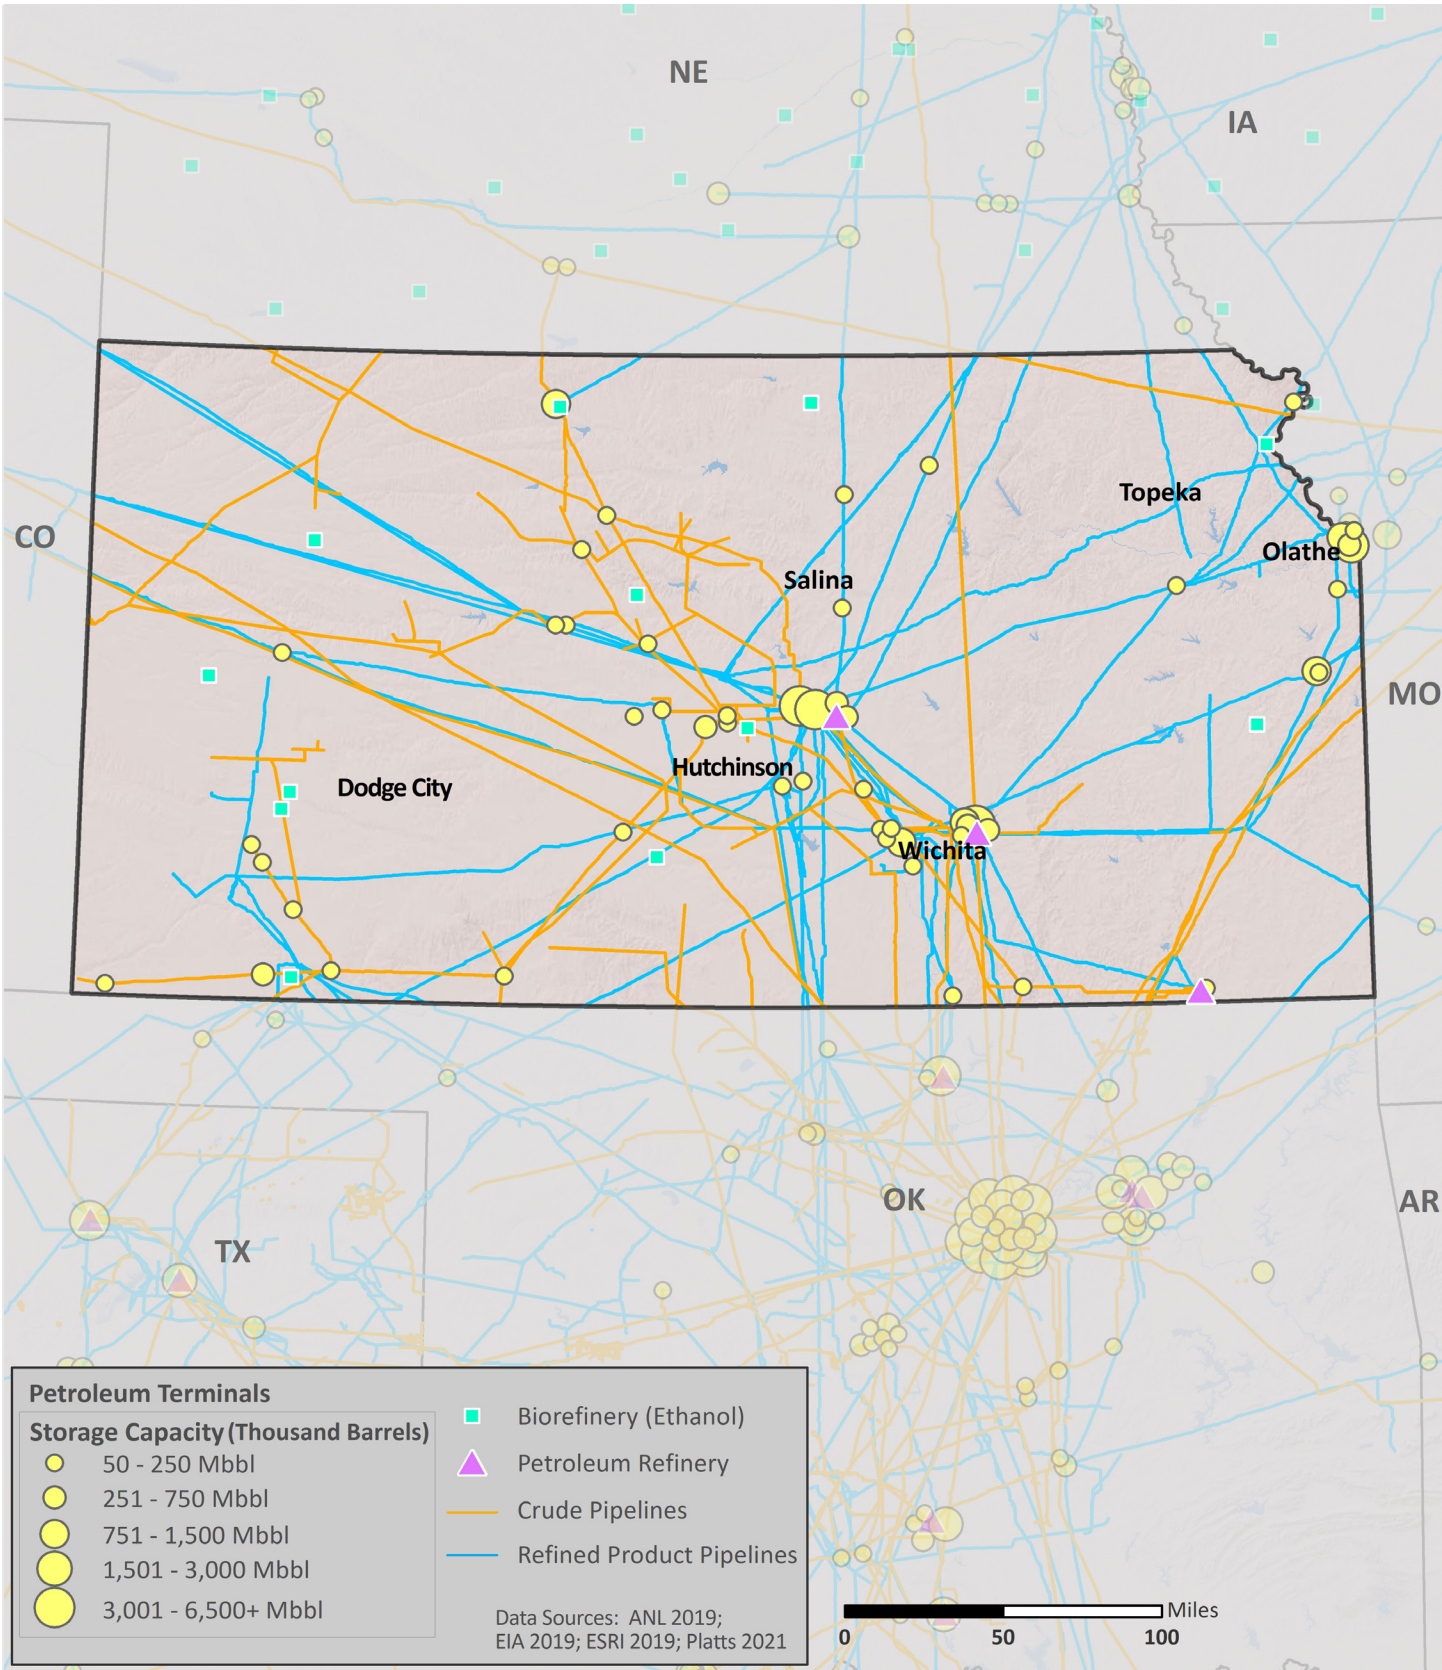 NE
IA
CO
Topeka
Olathe
Salina
MO
Hutchinson
Dodge City
Wichita
OK
AR
TX
Petroleum Terminals
Storage Capacity (Thousand Barrels)
50 - 250 Mbbl
251 - 750 Mbbl
751 - 1,500 Mbbl
1,501 - 3,000 Mbbl
3,001 - 6,500+ Mbbl
Biorefinery (Ethanol)
Petroleum Refinery
Crude Pipelines
Refined Product Pipelines
Data Sources: ANL 2019;
EIA 2019; ESRI 2019; Platts 2021
Miles
0 50 100